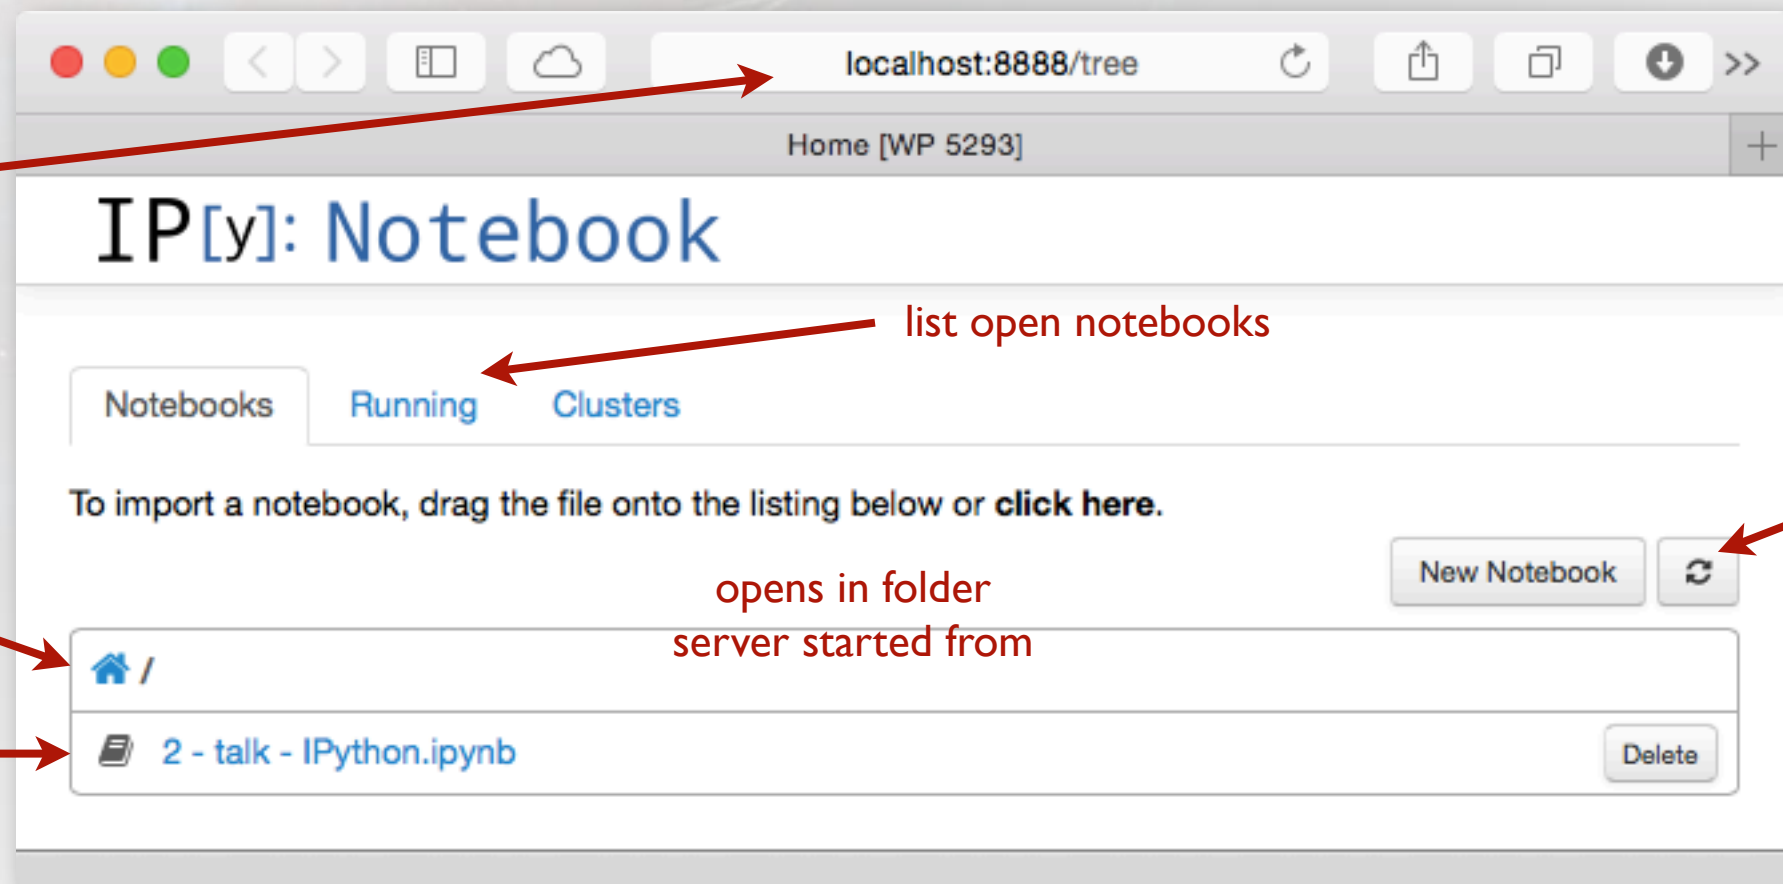 localhost:8888/tree
>>
Home [WP 5293]
+
IP[y]: Notebook
list open notebooks
Notebooks Running Clusters
To import a notebook, drag the file onto the listing below or click here.
New Notebook
opens in folder
server started from
/
2 - talk - IPython.ipynb
Delete